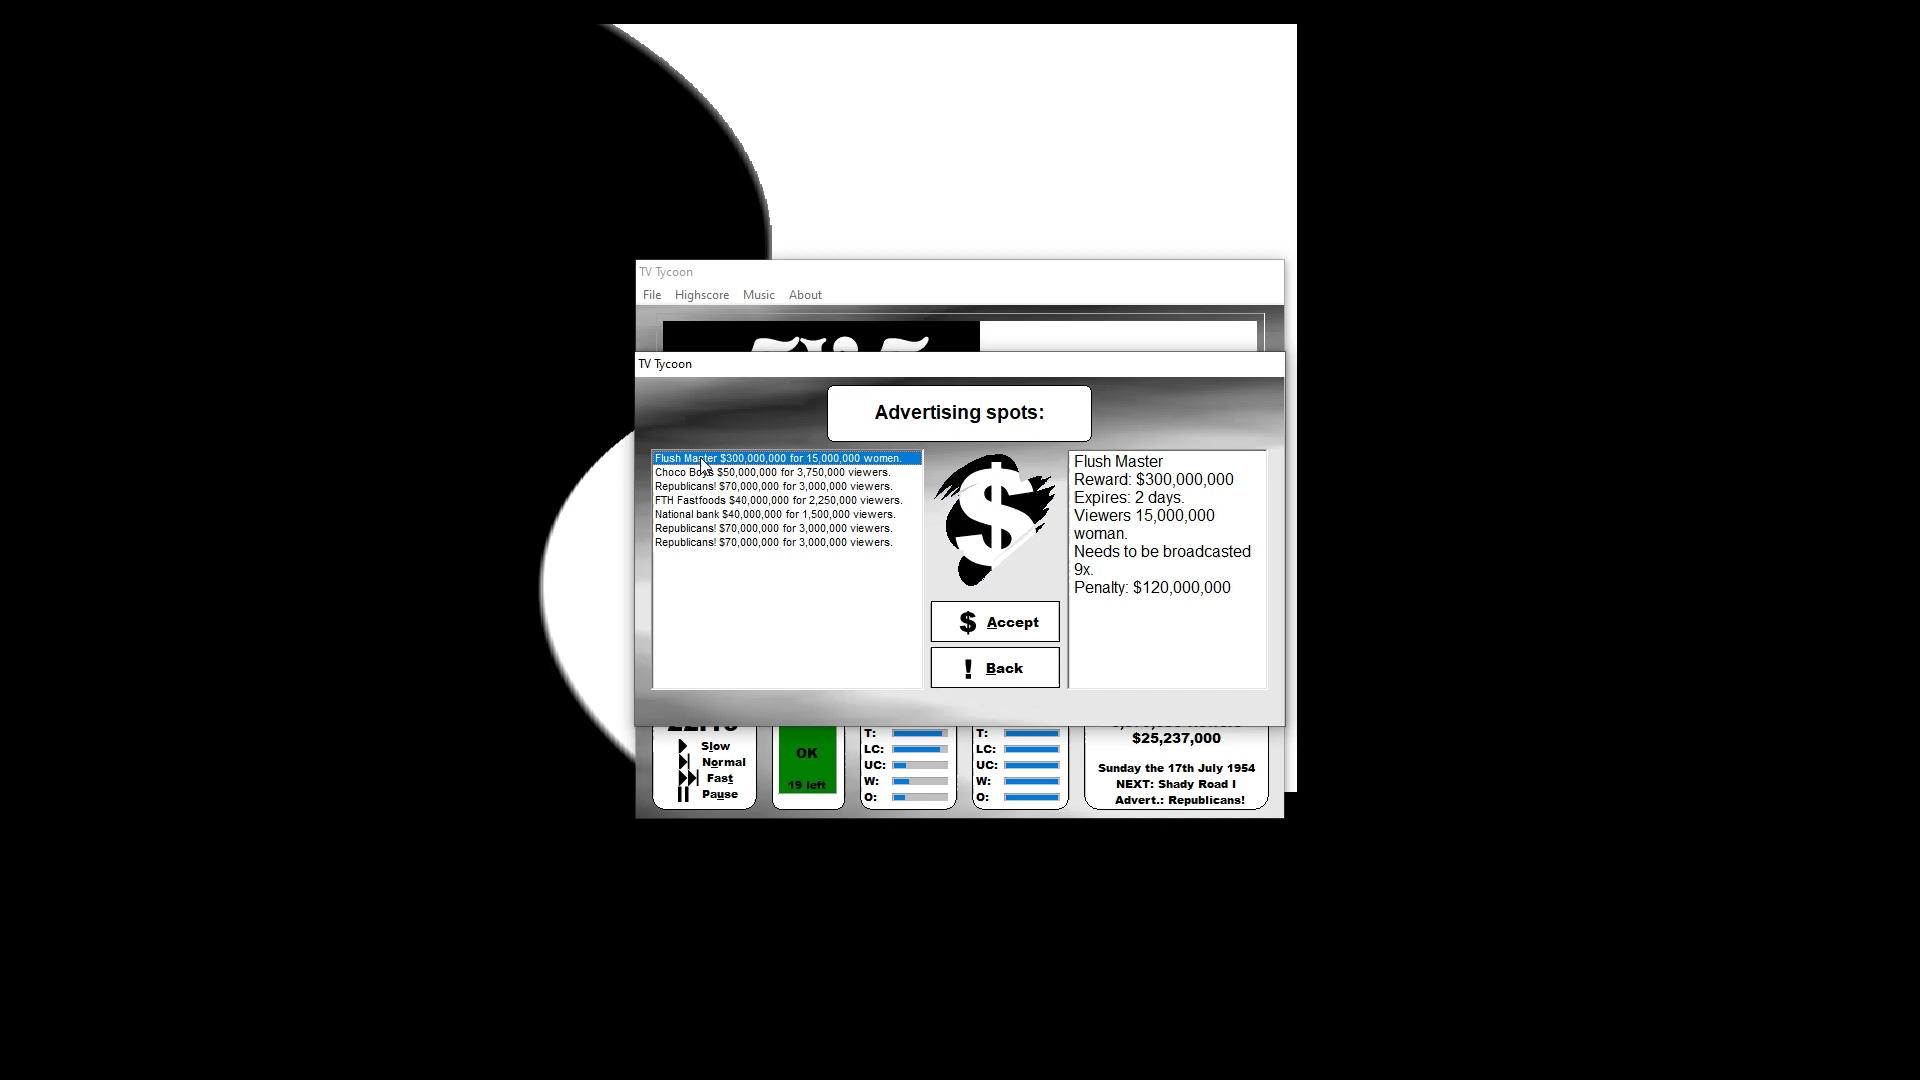 TV Tycoon
File Highscore Music About
TV Tycoon
Advertising spots:
Flush Master $300,000,000 for 15,000,000 women.
Choco Boys $50,000,000 for 3,750,000 viewers.
Republicans! $70,000,000 for 3,000,000 viewers.
FTH Fastfoods $40,000,000 for 2,250,000 viewers.
National bank $40,000,000 for 1,500,000 viewers.
Republicans! $70,000,000 for 3,000,000 viewers.
Republicans! $70,000,000 for 3,000,000 viewers.
$
$ Accept
! Back
Flush Master
Reward: $300,000,000
Expires: 2 days.
Viewers 15,000,000
woman.
Needs to be broadcasted
9x.
Penalty: $120,000,000
Slow
Normal
Fast
Pause
OK
19 left
T:
LC:
UC:
W:
O:
T:
LC:
UC:
W:
O:
$25,237,000
Sunday the 17th July 1954
NEXT: Shady Road I
Advert.: Republicans!